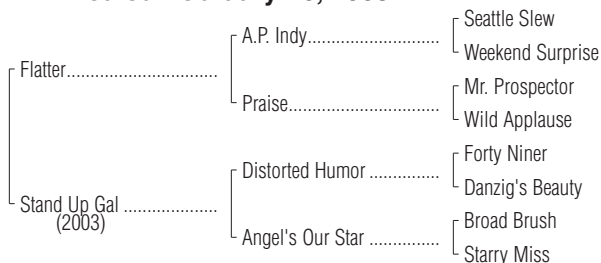 Seattle Slew
A.P. Indy
Weekend Surprise
Flatter
Mr. Prospector
Praise
Wild Applause
Forty Niner
Distorted Humor
Danzig's Beauty
Stand Up Gal
(2003)
Broad Brush
Angel's Our Star
Starry Miss